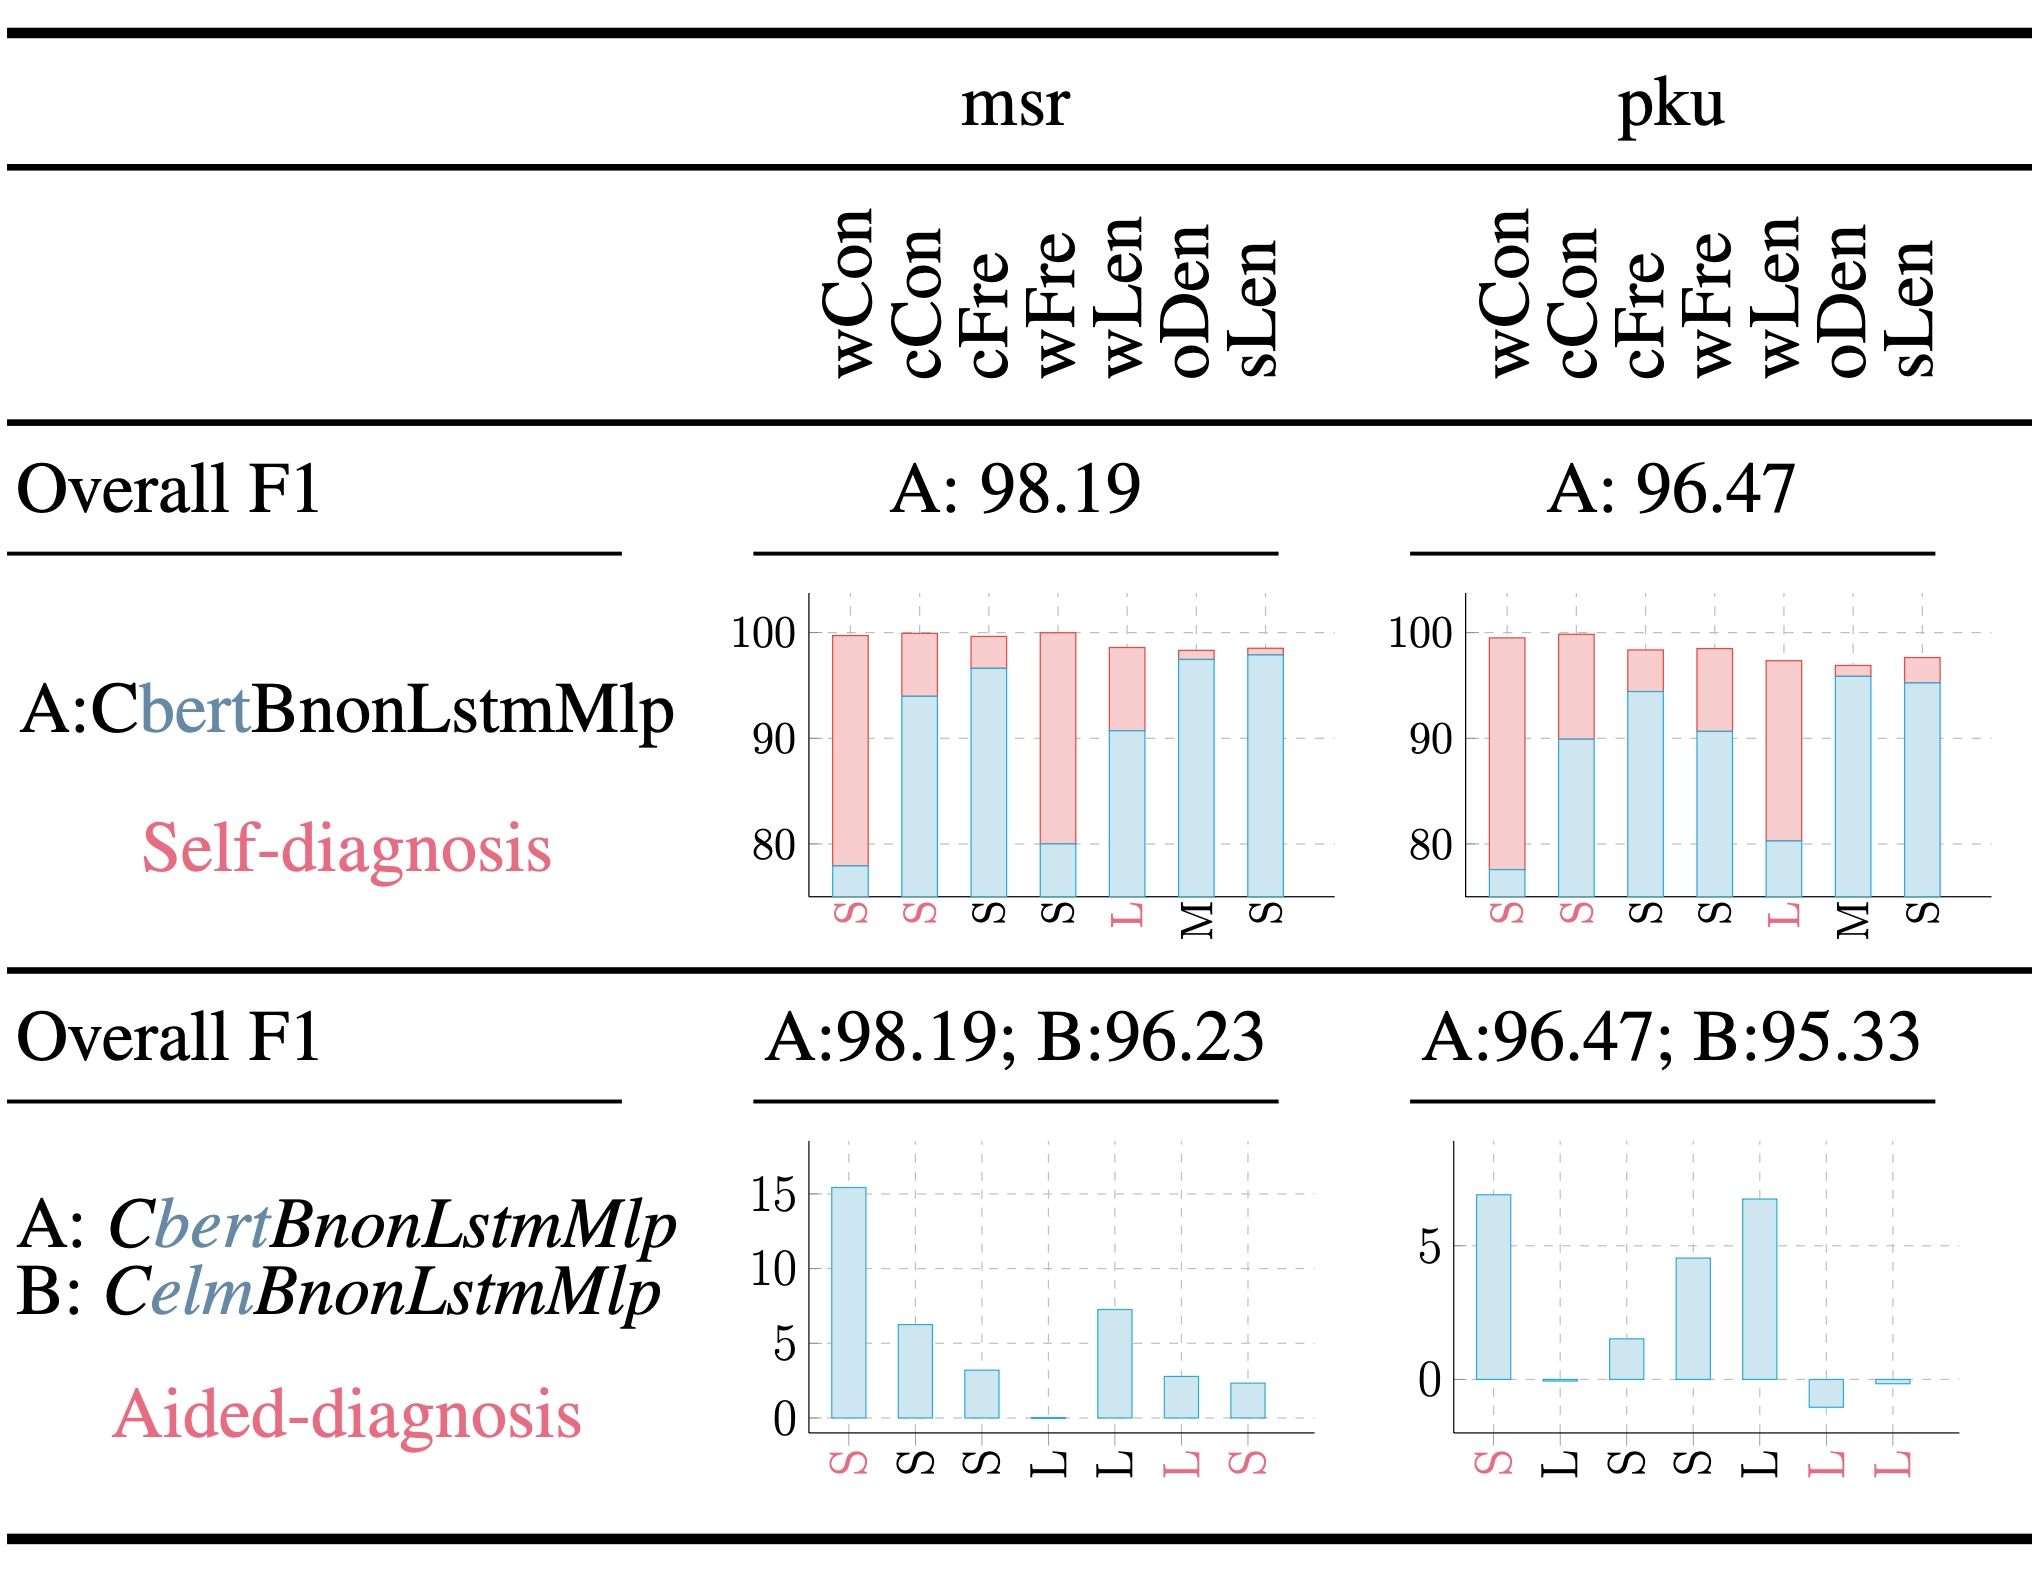 msr pku
wCon cCon cFre wFre wLen oDen sLen wCon cCon cFre wFre wLen oDen sLen
Overall F1 A: 98.19 A: 96.47
A:CbertBnonLstmMlp
Self-diagnosis
100
90
80
S S S S L M S
100
90
80
S S S S L M S
Overall F1 A:98.19; B:96.23 A:96.47; B:95.33
A: CbertBnonLstmMlp
B: CelmBnonLstmMlp
Aided-diagnosis
15
10
5
0
S S S L L L S
5
0
S L S S L L L